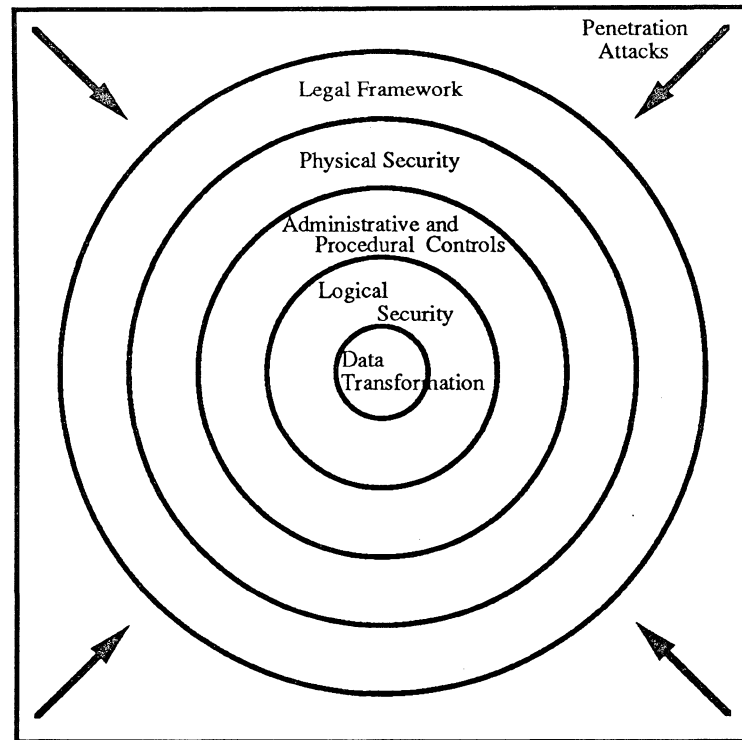 Penetration
Attacks
Legal Framework
Physical Security
Administrative and
Procedural Controls
Logical
Security
Data
Transformation